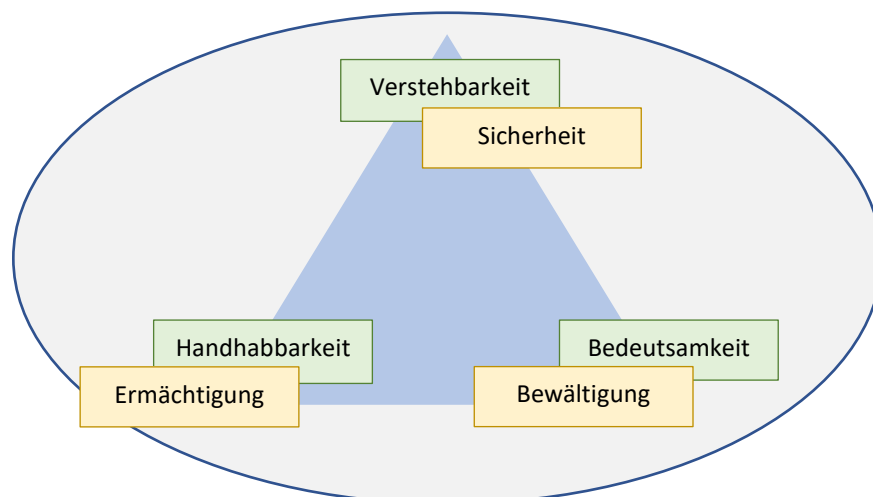 Verstehbarkeit
Sicherheit
Handhabbarkeit
Bedeutsamkeit
Ermächtigung
Bewältigung